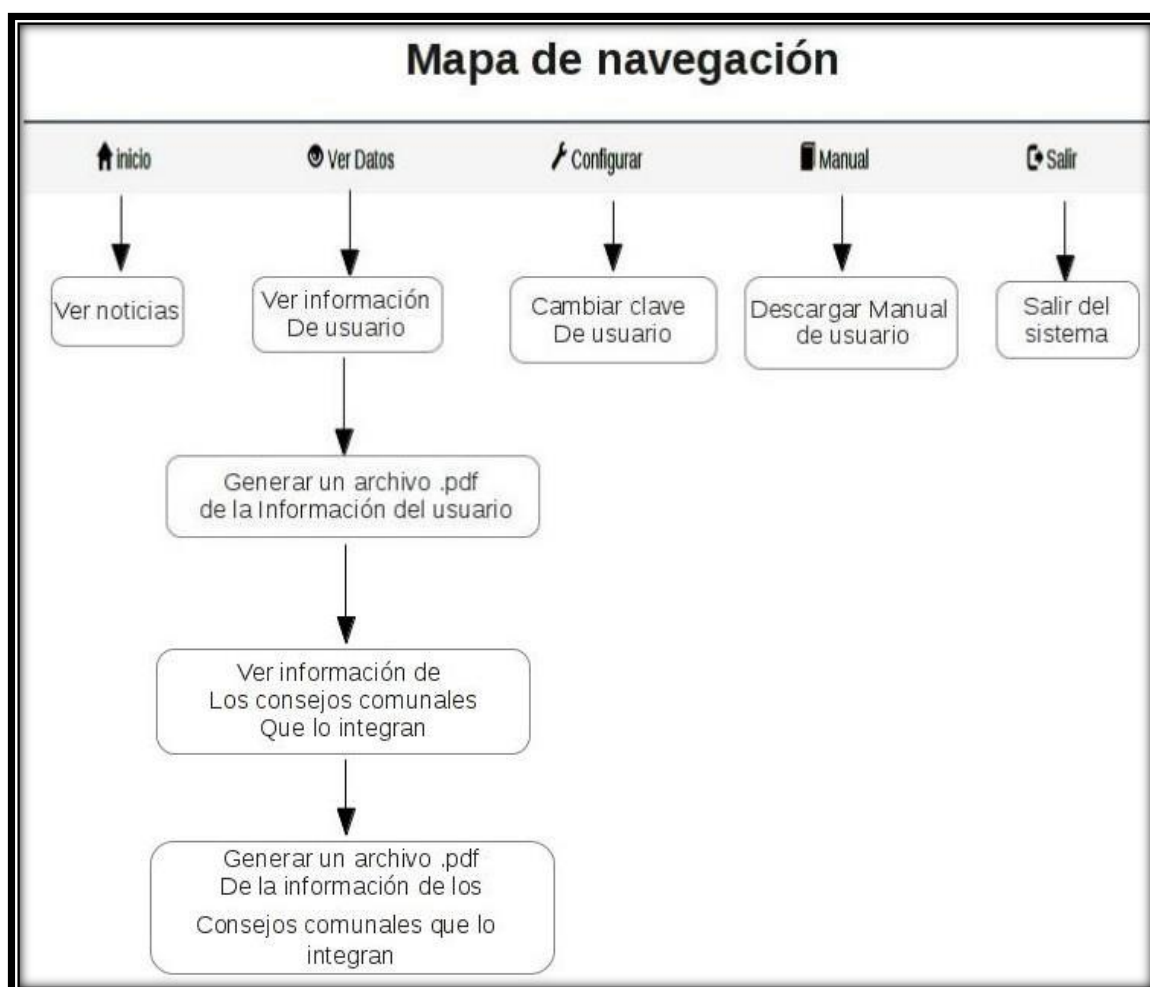 Mapa de navegación
inicio
Ver Datos
Configurar
Manual
Salir
Ver noticias
Ver información
De usuario
Cambiar clave
De usuario
Descargar Manual
de usuario
Salir del
sistema
Generar un archivo .pdf
de la Información del usuario
Ver información de
Los consejos comunales
Que lo integran
Generar un archivo .pdf
De la información de los
Consejos comunales que lo
integran